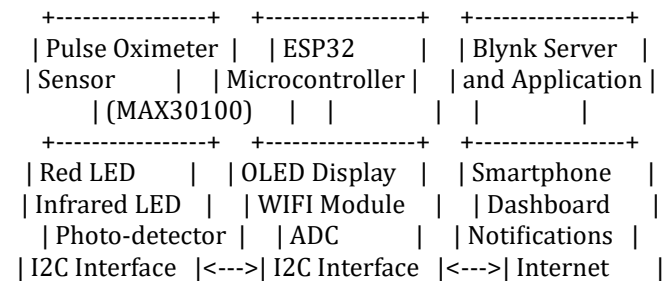 +-----------------+ +-----------------+ +-----------------+
| Pulse Oximeter | | ESP32 | | Blynk Server |
| Sensor | | Microcontroller | | and Application |
| (MAX30100) | | | | |
+-----------------+ +-----------------+ +-----------------+
| Red LED | | OLED Display | | Smartphone |
| Infrared LED | | WIFI Module | | Dashboard |
| Photo-detector | | ADC | | Notifications |
| I2C Interface |<--->| I2C Interface |<--->| Internet |